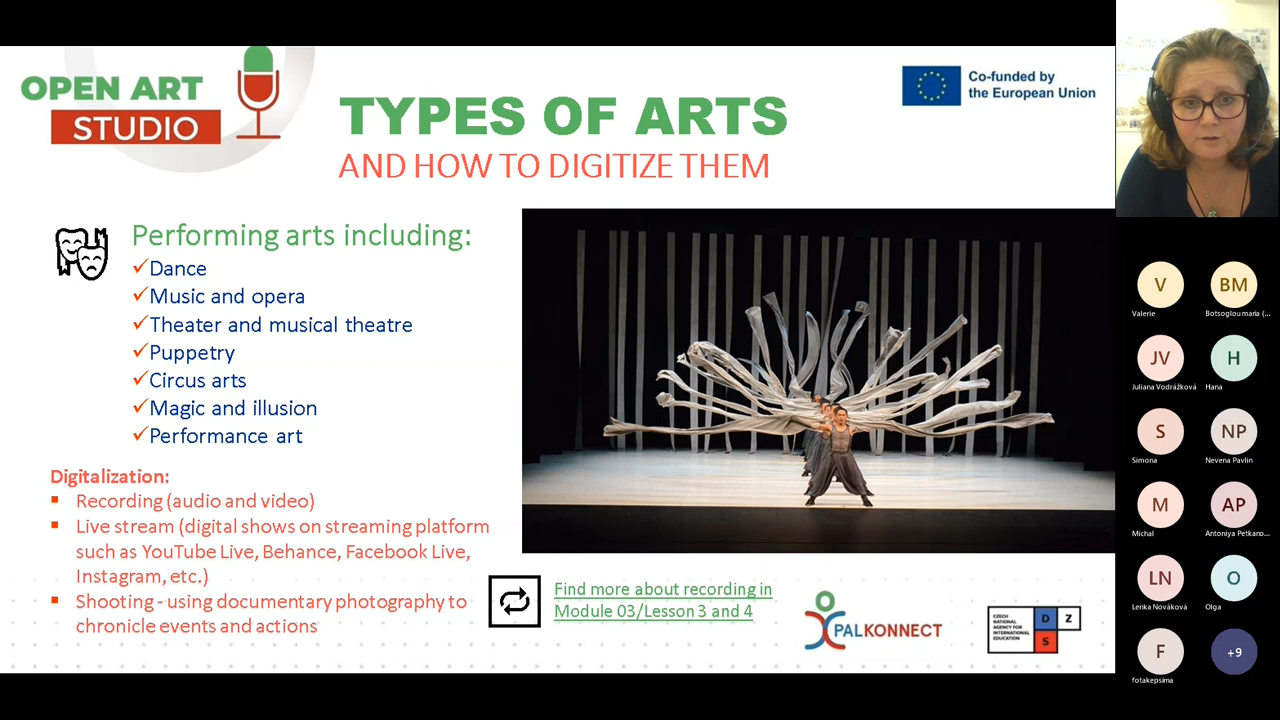 OPEN ART
STUDIO
TYPES OF ARTS
AND HOW TO DIGITIZE THEM
Co-funded by
the European Union
Performing arts including:
Dance
Music and opera
Theater and musical theatre
Puppetry
Circus arts
Magic and illusion
Performance art
Digitalization:
Recording (audio and video)
Live stream (digital shows on streaming platform
such as YouTube Live, Behance, Facebook Live,
Instagram, etc.)
Shooting - using documentary photography to
chronicle events and actions
Find more about recording in
Module 03/Lesson 3 and 4
PALKONNECT
CZECH
NATIONAL
AGENCY FOR
INTERNATIONAL
EDUCATION
D Z
S
V
Valerie
BM
Botsoglou maria (...
JV
Juliana Vodrážková
H
Hana
S
Simona
NP
Nevena Pavlin
M
Michal
AP
Antoniya Petkano...
LN
Lenka Nováková
O
Olga
F
fotakepsima
+9